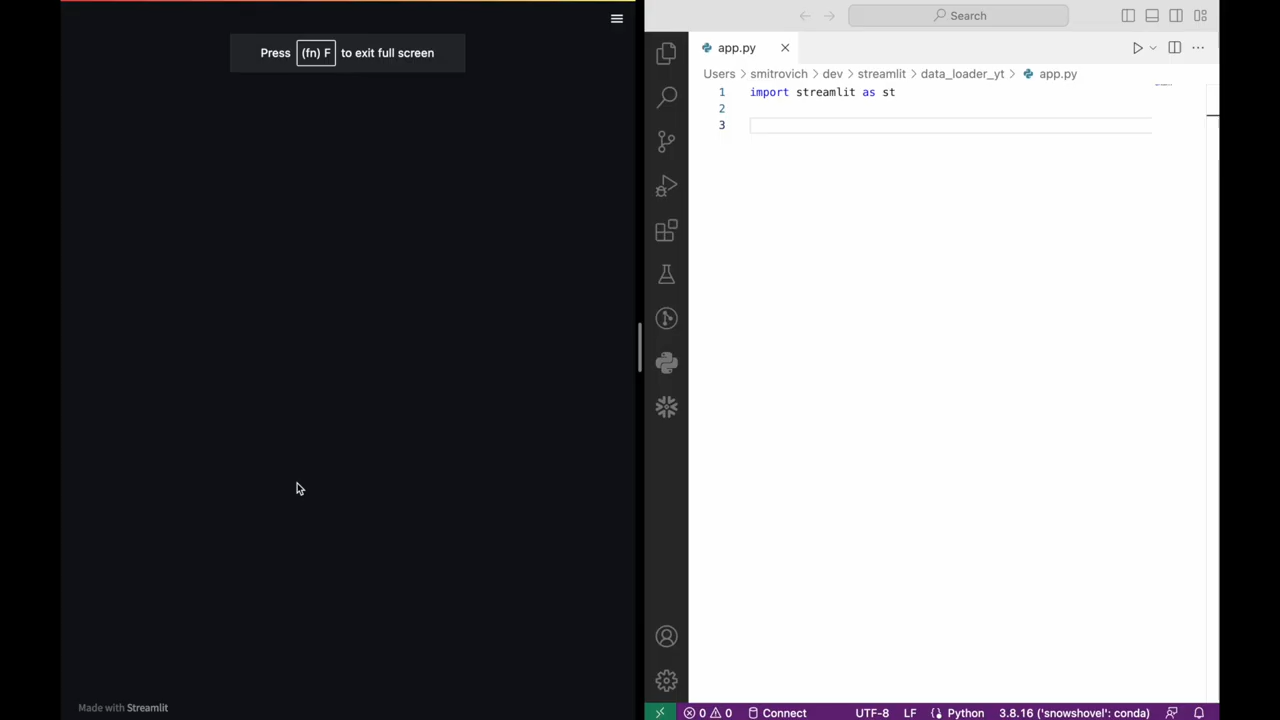 Press (fn) F to exit full screen
Made with Streamlit
Search
app.py
Users > smitrovich > dev > streamlit > data_loader_yt > app.py
1 import streamlit as st
2
3
0 0 Connect UTF-8 LF Python 3.8.16 ('snowshovel': conda)